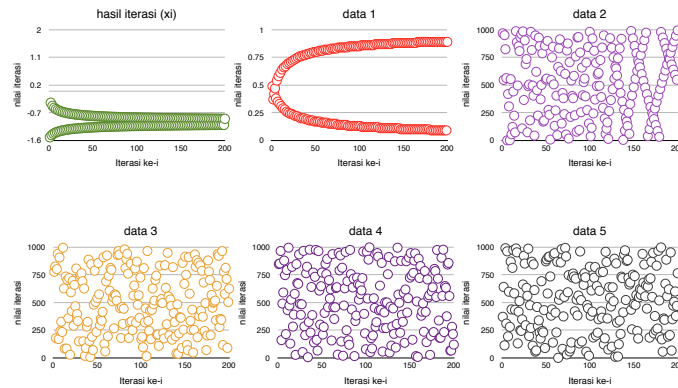 hasil iterasi (xi)
nilai iterasi
2
1.1
0.2
-0.7
-1.6
0 50 100 150 200
Iterasi ke-i
data 1
nilai iterasi
1
0.75
0.5
0.25
0
0 50 100 150 200
Iterasi ke-i
data 2
nilai iterasi
1000
750
500
250
0
0 50 100 150 200
Iterasi ke-i
data 3
nilai iterasi
1000
750
500
250
0
0 50 100 150 200
Iterasi ke-i
data 4
nilai iterasi
1000
750
500
250
0
0 50 100 150 200
Iterasi ke-i
data 5
nilai iterasi
1000
750
500
250
0
0 50 100 150 200
Iterasi ke-i